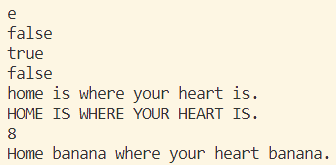 e
false
true
false
home is where your heart is.
HOME IS WHERE YOUR HEART IS.
8
Home banana where your heart banana.